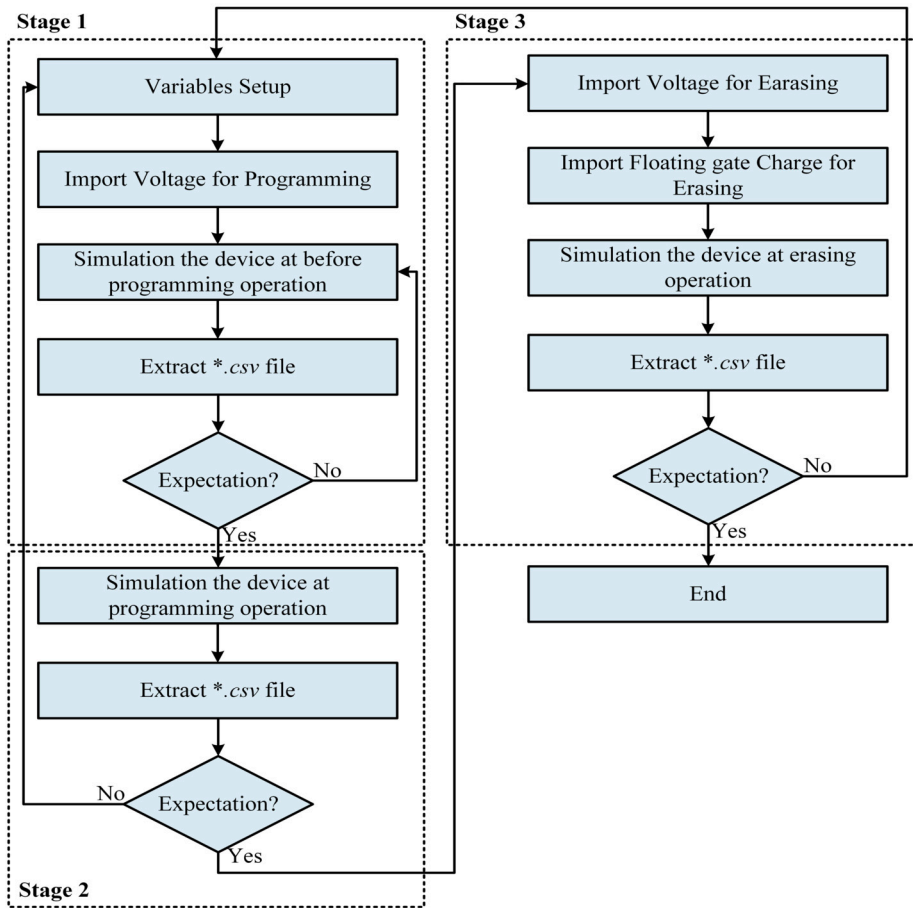 Stage 1
Variables Setup
Import Voltage for Programming
Simulation the device at before
programming operation
Extract *.csv file
Expectation?
No
Yes
Simulation the device at
programming operation
Extract *.csv file
Expectation?
No
Yes
Stage 2
Stage 3
Import Voltage for Earasing
Import Floating gate Charge for
Erasing
Simulation the device at erasing
operation
Extract *.csv file
Expectation?
No
Yes
End